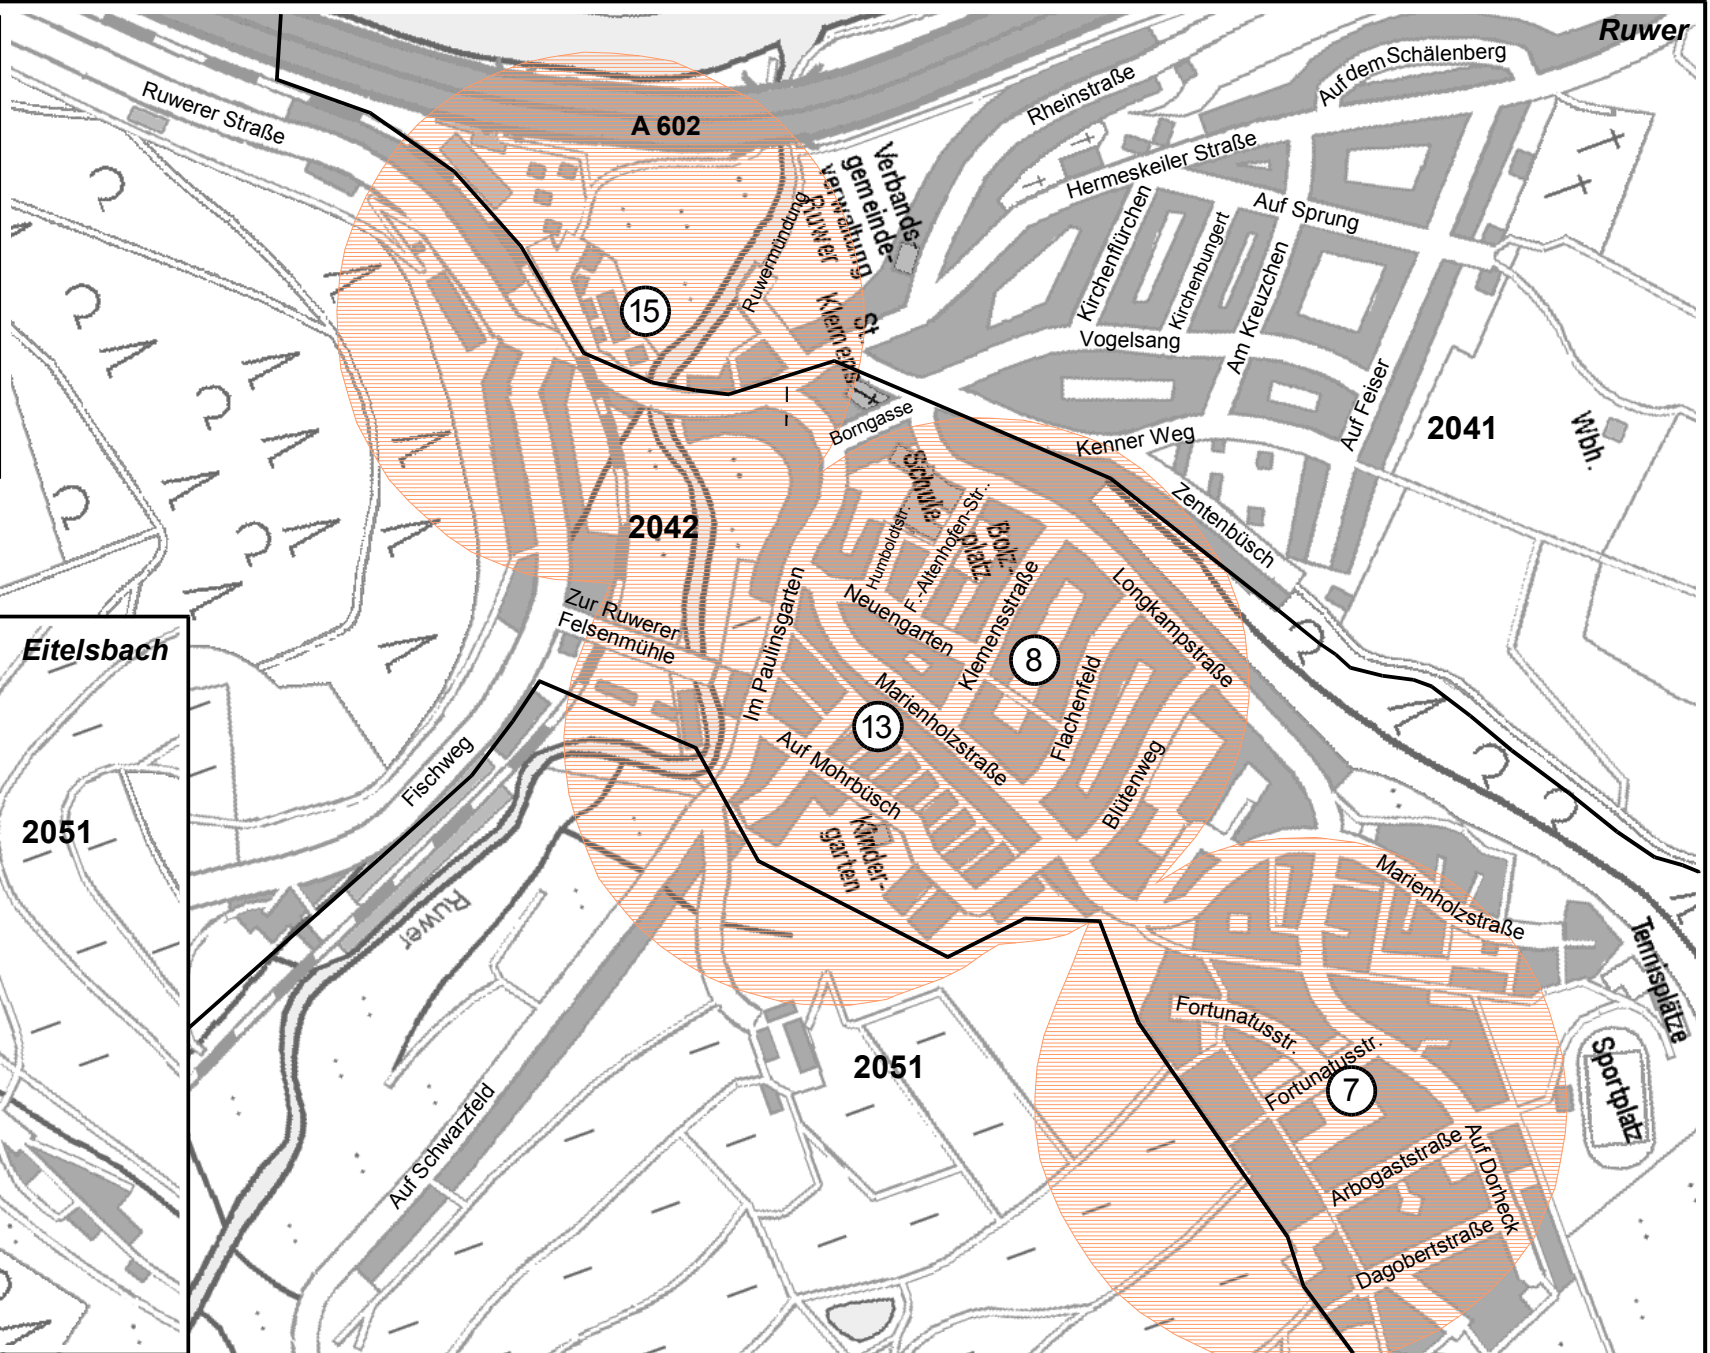 Ruwer
Auf dem Schälenberg
Rheinstraße
Ruwerer Straße
A 602
Hermeskeiler Straße
Verbands-
gemeinde-
verwaltung
Ruwer
Auf Sprung
Kirchenflürchen
Kirchenbungert
Am Kreuzchen
Ruwermündung
15
St.
Klemens
Vogelsang
Auf Feiser
2041
Wbh.
Borngasse
Kenner Weg
Zentenbüsch
Schule
Bolz-
platz
2042
Humboldtstr.
F.-Altenhofen-Str..
Neuengarten
Klemensstraße
Longkampstraße
Zur Ruwerer
Felsenmühle
Im Paulinsgarten
8
Eitelsbach
Marienholzstraße
Flachenfeld
13
Auf Mohrbüsch
Blütenweg
Fischweg
2051
Kinder-
garten
Marienholzstraße
Ruwer
Tennisplätze
Fortunatusstr.
Fortunatusstr.
Sportplatz
2051
7
Auf Schwarzfeld
Arbogaststraße
Auf Dorheck
Dagobertstraße